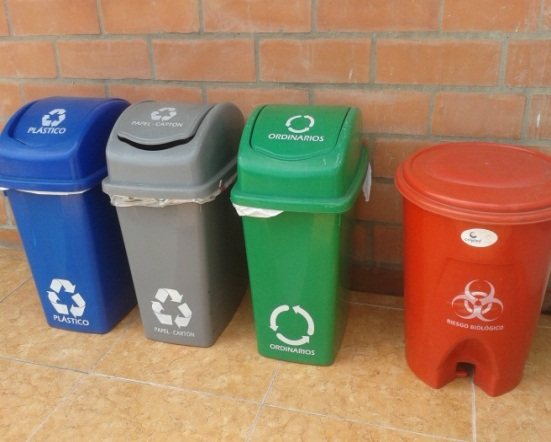 PLÁSTICO
PAPEL - CARTÓN
ORDINARIOS
PLÁSTICO
PAPEL - CARTÓN
ORDINARIOS
RIESGO BIOLÓGICO